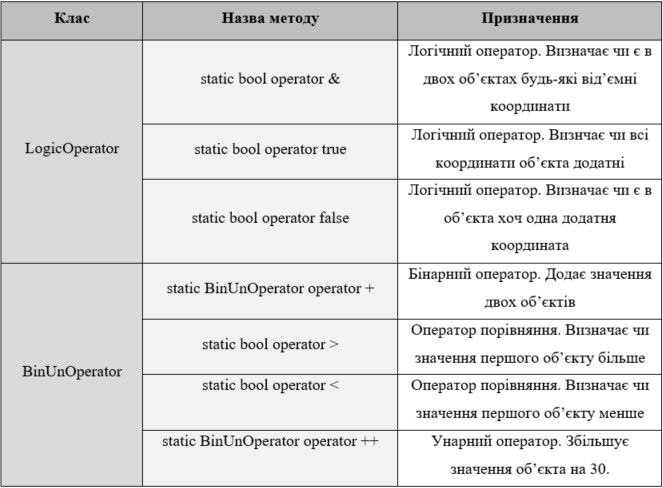 Клас
Назва методу
Призначення
LogicOperator
static bool operator &
Логічний оператор. Визначає чи є в
двох об’єктах будь-які від’ємні
координати
static bool operator true
Логічний оператор. Визнчає чи всі
координати об’єкта додатні
static bool operator false
Логічний оператор. Визначає чи є в
об’єкта хоч одна додатня
координата
BinUnOperator
static BinUnOperator operator +
Бінарний оператор. Додає значення
двох об’єктів
static bool operator >
Оператор порівняння. Визначає чи
значення першого об’єкту більше
static bool operator <
Оператор порівняння. Визначає чи
значення першого об’єкту менше
static BinUnOperator operator ++
Унарний оператор. Збільшує
значення об’єкта на 30.